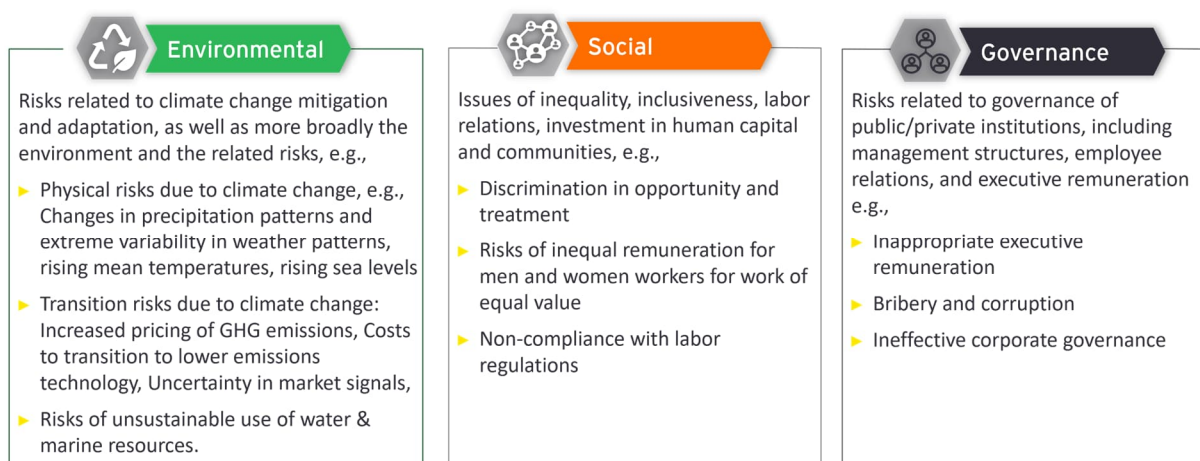 Environmental
Risks related to climate change mitigation
and adaptation, as well as more broadly the
environment and the related risks, e.g.,
Physical risks due to climate change, e.g.,
Changes in precipitation patterns and
extreme variability in weather patterns,
rising mean temperatures, rising sea levels
Transition risks due to climate change:
Increased pricing of GHG emissions, Costs
to transition to lower emissions
technology, Uncertainty in market signals,
Risks of unsustainable use of water &
marine resources.
Social
Issues of inequality, inclusiveness, labor
relations, investment in human capital
and communities, e.g.,
Discrimination in opportunity and
treatment
Risks of inequal remuneration for
men and women workers for work of
equal value
Non-compliance with labor
regulations
Governance
Risks related to governance of
public/private institutions, including
management structures, employee
relations, and executive remuneration
e.g.,
Inappropriate executive
remuneration
Bribery and corruption
Ineffective corporate governance